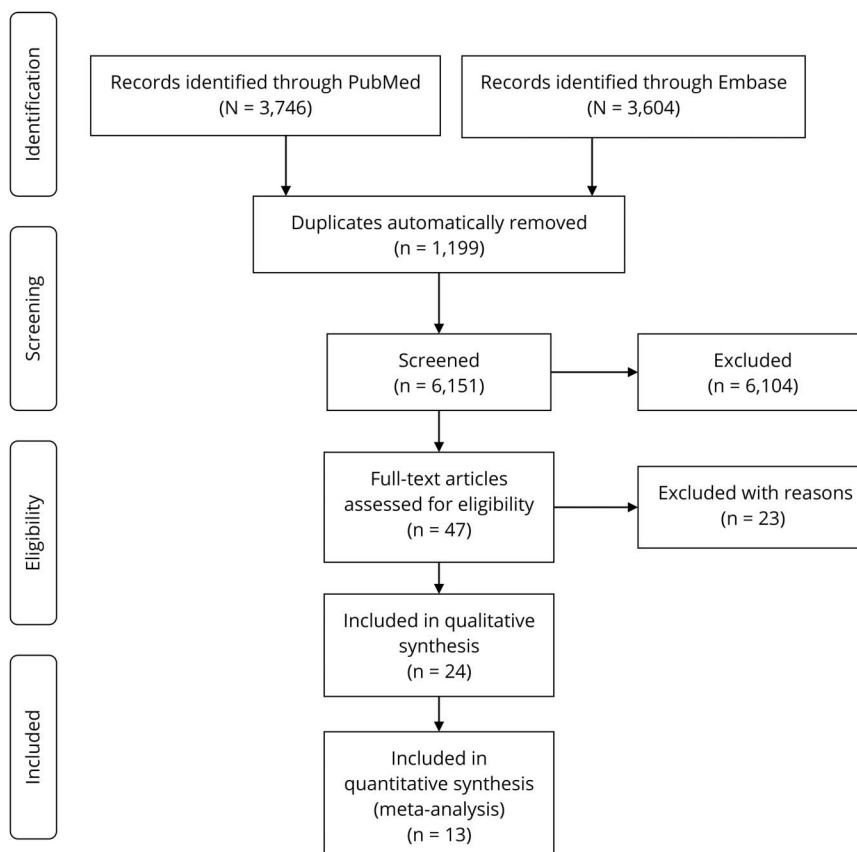 Identification
Records identified through PubMed
(N = 3,746)
Records identified through Embase
(N = 3,604)
Duplicates automatically removed
(n = 1,199)
Screening
Screened
(n = 6,151)
Excluded
(n = 6,104)
Eligibility
Full-text articles
assessed for eligibility
(n = 47)
Excluded with reasons
(n = 23)
Included in qualitative
synthesis
(n = 24)
Included
Included in
quantitative synthesis
(meta-analysis)
(n = 13)